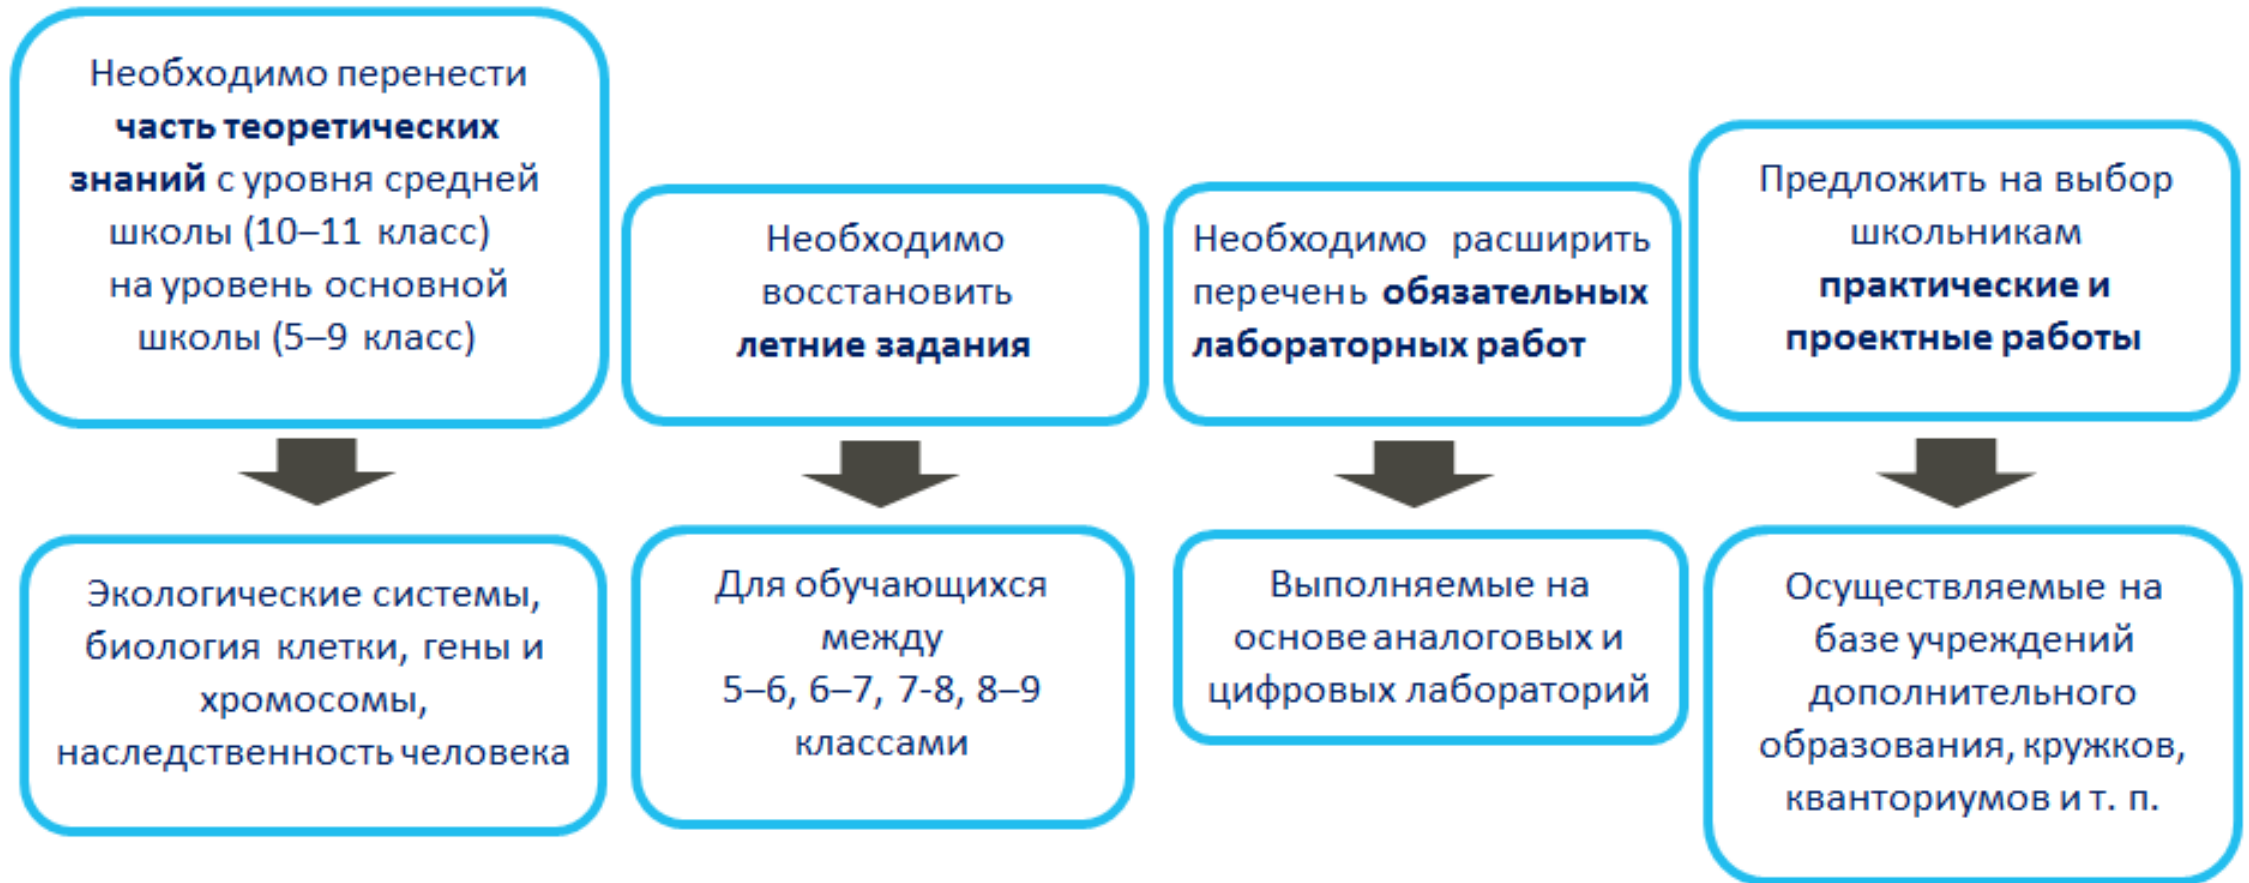 Необходимо перенести
часть теоретических
знаний с уровня средней
школы (10–11 класс)
на уровень основной
школы (5–9 класс)
Экологические системы,
биология клетки, гены и
хромосомы,
наследственность человека
Необходимо
восстановить
летние задания
Для обучающихся
между
5–6, 6–7, 7-8, 8–9
классами
Необходимо расширить
перечень обязательных
лабораторных работ
Выполняемые на
основе аналоговых и
цифровых лабораторий
Предложить на выбор
школьникам
практические и
проектные работы
Осуществляемые на
базе учреждений
дополнительного
образования, кружков,
кванториумов и т. п.